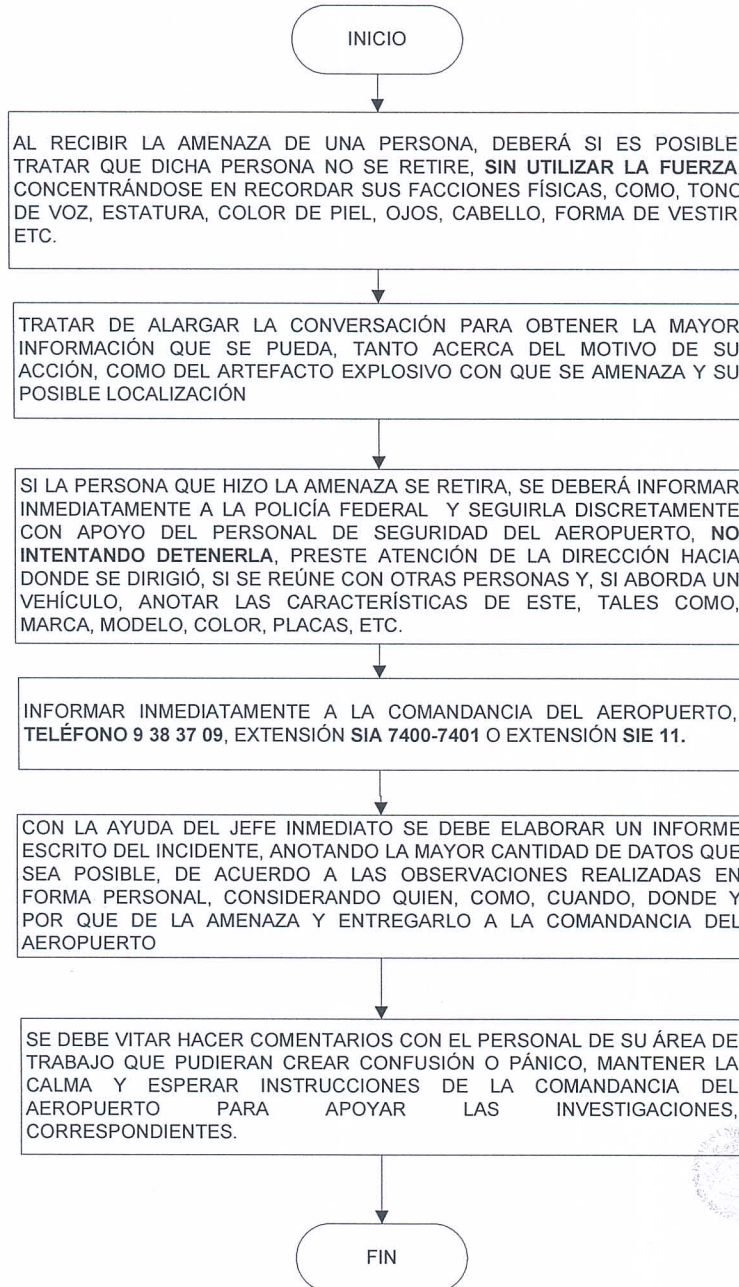 INICIO
AL RECIBIR LA AMENAZA DE UNA PERSONA, DEBERÁ SI ES POSIBLE
TRATAR QUE DICHA PERSONA NO SE RETIRE, SIN UTILIZAR LA FUERZA
CONCENTRÁNDOSE EN RECORDAR SUS FACCIONES FÍSICAS, COMO, TONO
DE VOZ, ESTATURA, COLOR DE PIEL, OJOS, CABELLO, FORMA DE VESTIR
ETC.
TRATAR DE ALARGAR LA CONVERSACIÓN PARA OBTENER LA MAYOR
INFORMACIÓN QUE SE PUEDA, TANTO ACERCA DEL MOTIVO DE SU
ACCIÓN, COMO DEL ARTEFACTO EXPLOSIVO CON QUE SE AMENAZA Y SU
POSIBLE LOCALIZACIÓN
SI LA PERSONA QUE HIZO LA AMENAZA SE RETIRA, SE DEBERÁ INFORMAR
INMEDIATAMENTE A LA POLICÍA FEDERAL Y SEGUIRLA DISCRETAMENTE
CON APOYO DEL PERSONAL DE SEGURIDAD DEL AEROPUERTO, NO
INTENTANDO DETENERLA, PRESTE ATENCIÓN DE LA DIRECCIÓN HACIA
DONDE SE DIRIGIÓ, SI SE REÚNE CON OTRAS PERSONAS Y, SI ABORDA UN
VEHÍCULO, ANOTAR LAS CARACTERÍSTICAS DE ESTE, TALES COMO,
MARCA, MODELO, COLOR, PLACAS, ETC.
INFORMAR INMEDIATAMENTE A LA COMANDANCIA DEL AEROPUERTO,
TELÉFONO 9 38 37 09, EXTENSIÓN SIA 7400-7401 O EXTENSIÓN SIE 11.
CON LA AYUDA DEL JEFE INMEDIATO SE DEBE ELABORAR UN INFORME
ESCRITO DEL INCIDENTE, ANOTANDO LA MAYOR CANTIDAD DE DATOS QUE
SEA POSIBLE, DE ACUERDO A LAS OBSERVACIONES REALIZADAS EN
FORMA PERSONAL, CONSIDERANDO QUIEN, COMO, CUANDO, DONDE Y
POR QUE DE LA AMENAZA Y ENTREGARLO A LA COMANDANCIA DEL
AEROPUERTO
SE DEBE VITAR HACER COMENTARIOS CON EL PERSONAL DE SU ÁREA DE
TRABAJO QUE PUDIERAN CREAR CONFUSIÓN O PÁNICO, MANTENER LA
CALMA Y ESPERAR INSTRUCCIONES DE LA COMANDANCIA DEL
AEROPUERTO PARA APOYAR LAS INVESTIGACIONES,
CORRESPONDIENTES.
FIN